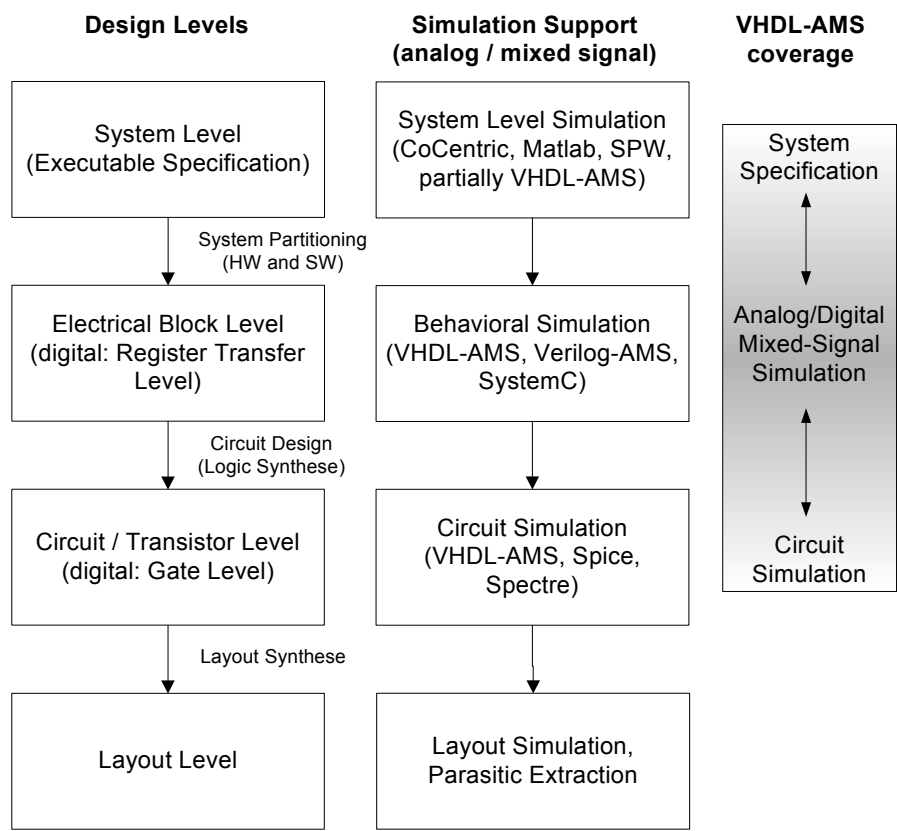 Design Levels
Simulation Support
(analog / mixed signal)
VHDL-AMS
coverage
System Level
(Executable Specification)
System Level Simulation
(CoCentric, Matlab, SPW,
partially VHDL-AMS)
System
Specification
System Partitioning
(HW and SW)
Electrical Block Level
(digital: Register Transfer
Level)
Behavioral Simulation
(VHDL-AMS, Verilog-AMS,
SystemC)
Analog/Digital
Mixed-Signal
Simulation
Circuit Design
(Logic Synthese)
Circuit / Transistor Level
(digital: Gate Level)
Circuit Simulation
(VHDL-AMS, Spice,
Spectre)
Circuit
Simulation
Layout Synthese
Layout Level
Layout Simulation,
Parasitic Extraction